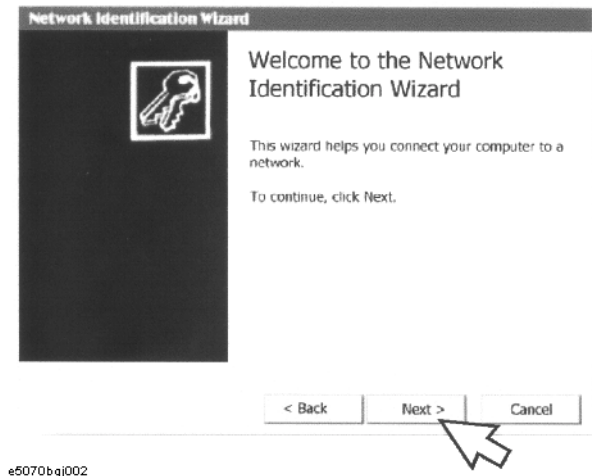 Network Identification Wizard
Welcome to the Network
Identification Wizard
This wizard helps you connect your computer to a
network.
To continue, click Next.
< Back
Next >
Cancel
e5070bgj002